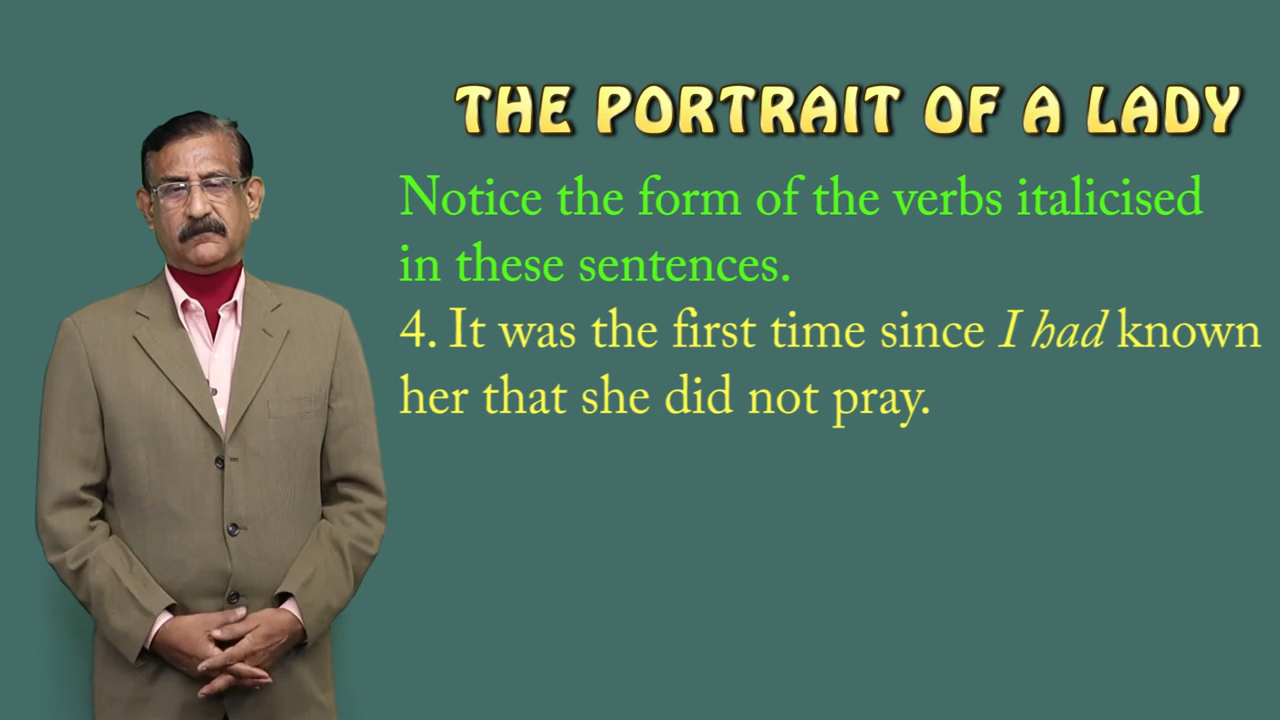 THE PORTRAIT OF A LADY
Notice the form of the verbs italicised
in these sentences.
4. It was the first time since I had known
her that she did not pray.